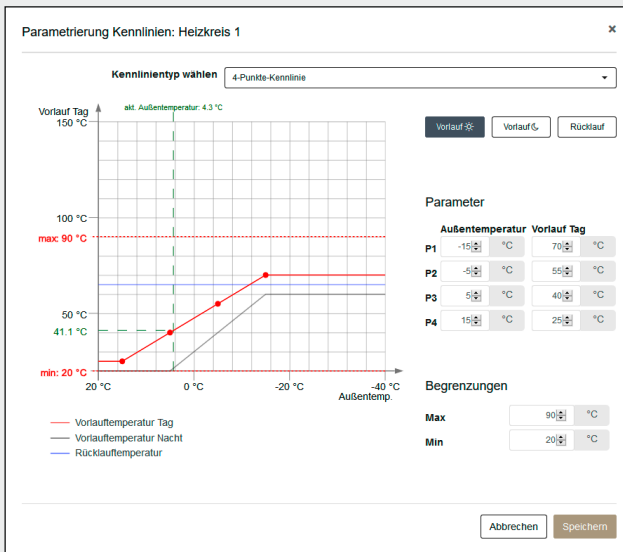 Parametrierung Kennlinien: Heizkreis 1 ×
Kennlinientyp wählen 4-Punkte-Kennlinie
Vorlauf Tag akt. Außentemperatur: 4.3 °C
150 °C
100 °C
max: 90 °C
50 °C
41.1 °C
min: 20 °C
20 °C 0 °C -20 °C -40 °C
Außentemp.
Vorlauftemperatur Tag
Vorlauftemperatur Nacht
Rücklauftemperatur
Vorlauf Vorlauf Rücklauf
Parameter
Außentemperatur Vorlauf Tag
P1 -15 °C 70 °C
P2 -5 °C 55 °C
P3 5 °C 40 °C
P4 15 °C 25 °C
Begrenzungen
Max 90 °C
Min 20 °C
Abbrechen Speichern